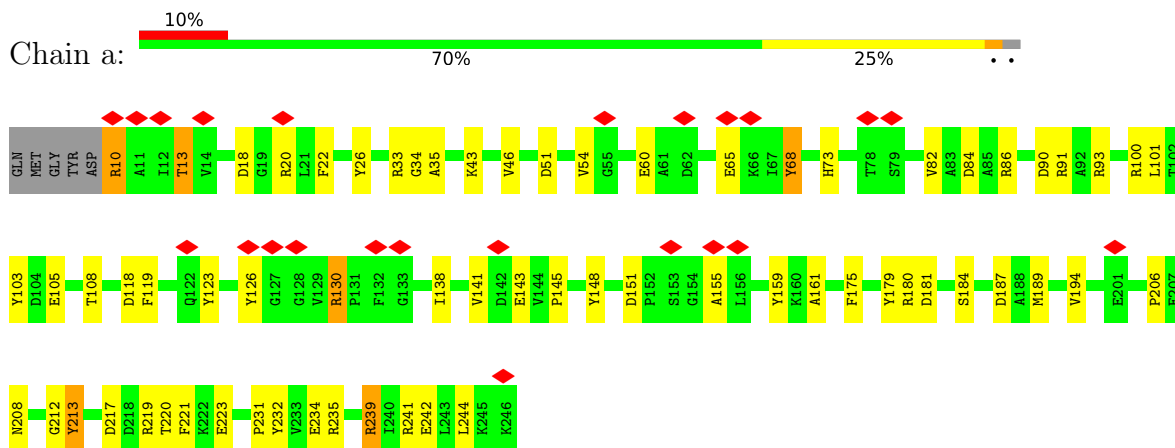 10%
Chain a:
70% 25% • •
GLN MET GLY TYR ASP R10 A11 I12 T13 V14 D18 G19 R20 L21 F22 Y26 R33 G34 A35 K43 V46 D51 V54 G55 E60 A61 D62 E65 K66 I67 Y68 H73 T78 S79 V82 A83 D84 A85 R86 D90 R91 A92 R93 R100 L101 T102
Y103 D104 E105 T108 D118 F119 Q122 Y123 Y126 G127 G128 V129 R130 P131 F132 G133 I138 V141 D142 E143 V144 P145 Y148 D151 P152 S153 G154 A155 L156 Y159 K160 A161 F175 Y179 R180 D181 S184 D187 A188 M189 V194 E201 P206 E207
N208 G212 Y213 D217 D218 R219 T220 F221 K222 E223 P231 Y232 V233 E234 R235 R239 I240 R241 E242 L243 L244 K245 K246